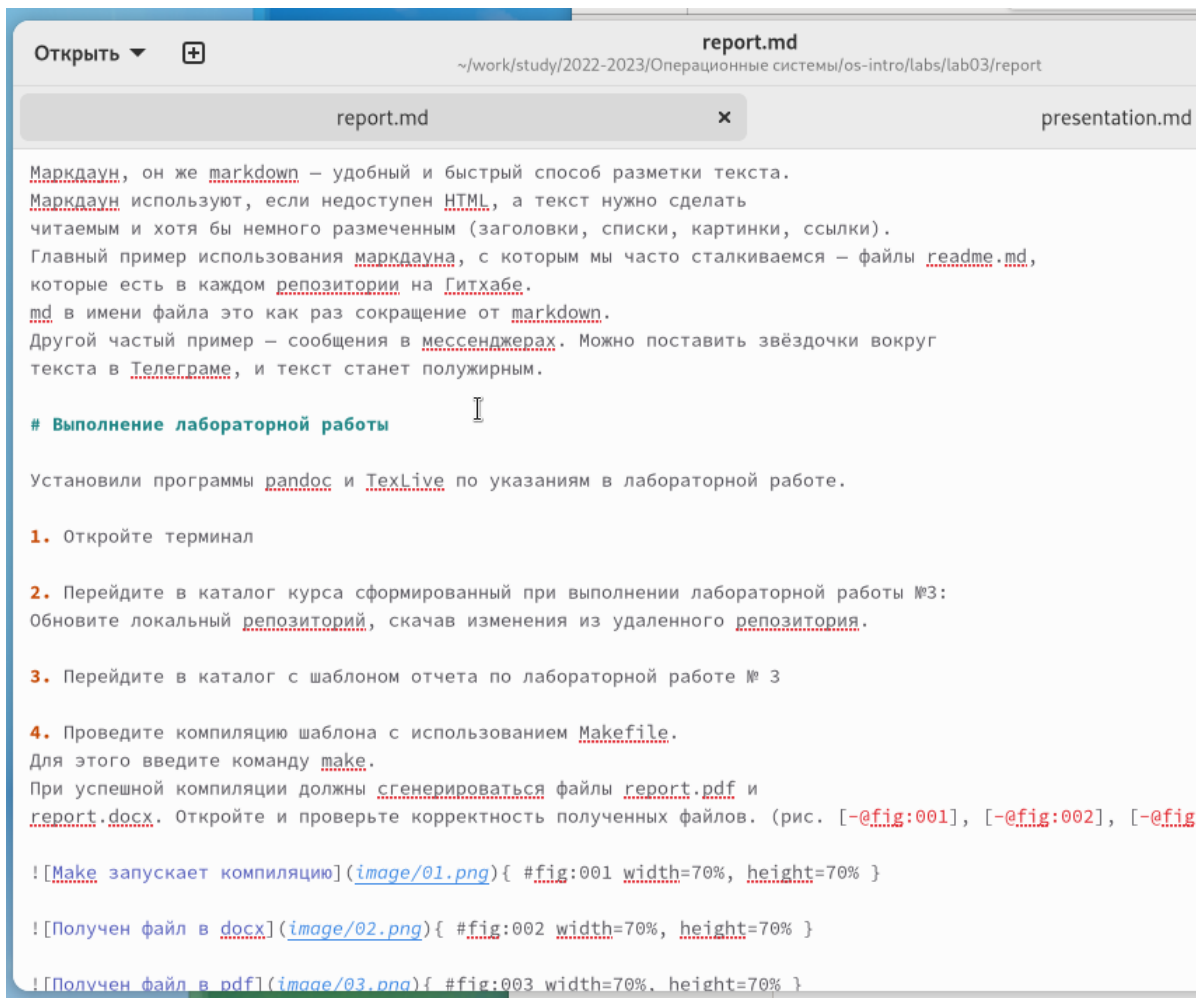 Открыть
report.md
~/work/study/2022-2023/Операционные системы/os-intro/labs/lab03/report
report.md
presentation.md
Маркдаун, он же markdown — удобный и быстрый способ разметки текста.
Маркдаун используют, если недоступен HTML, а текст нужно сделать
читаемым и хотя бы немного размеченным (заголовки, списки, картинки, ссылки).
Главный пример использования маркдауна, с которым мы часто сталкиваемся — файлы readme.md,
которые есть в каждом репозитории на Гитхабе.
md в имени файла это как раз сокращение от markdown.
Другой частый пример — сообщения в мессенджерах. Можно поставить звёздочки вокруг
текста в Телеграме, и текст станет полужирным.
# Выполнение лабораторной работы
Установили программы pandoc и TexLive по указаниям в лабораторной работе.
1. Откройте терминал
2. Перейдите в каталог курса сформированный при выполнении лабораторной работы №3:
Обновите локальный репозиторий, скачав изменения из удаленного репозитория.
3. Перейдите в каталог с шаблоном отчета по лабораторной работе № 3
4. Проведите компиляцию шаблона с использованием Makefile.
Для этого введите команду make.
При успешной компиляции должны сгенерироваться файлы report.pdf и
report.docx. Откройте и проверьте корректность полученных файлов. (рис. [-@fig:001], [-@fig:002], [-@fig
![Make запускает компиляцию](image/01.png){ #fig:001 width=70%, height=70% }
![Получен файл в docx](image/02.png){ #fig:002 width=70%, height=70% }
![Получен файл в pdf](image/03.png){ #fig:003 width=70%, height=70% }